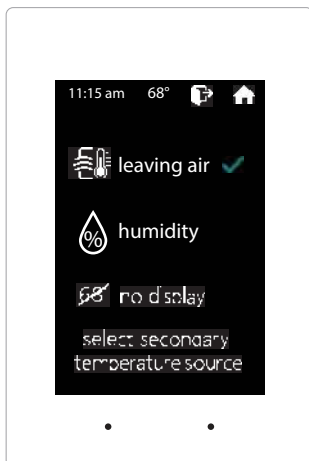 11:15 am 68°
leaving air
% humidity
68° no display
select secondary
temperature source